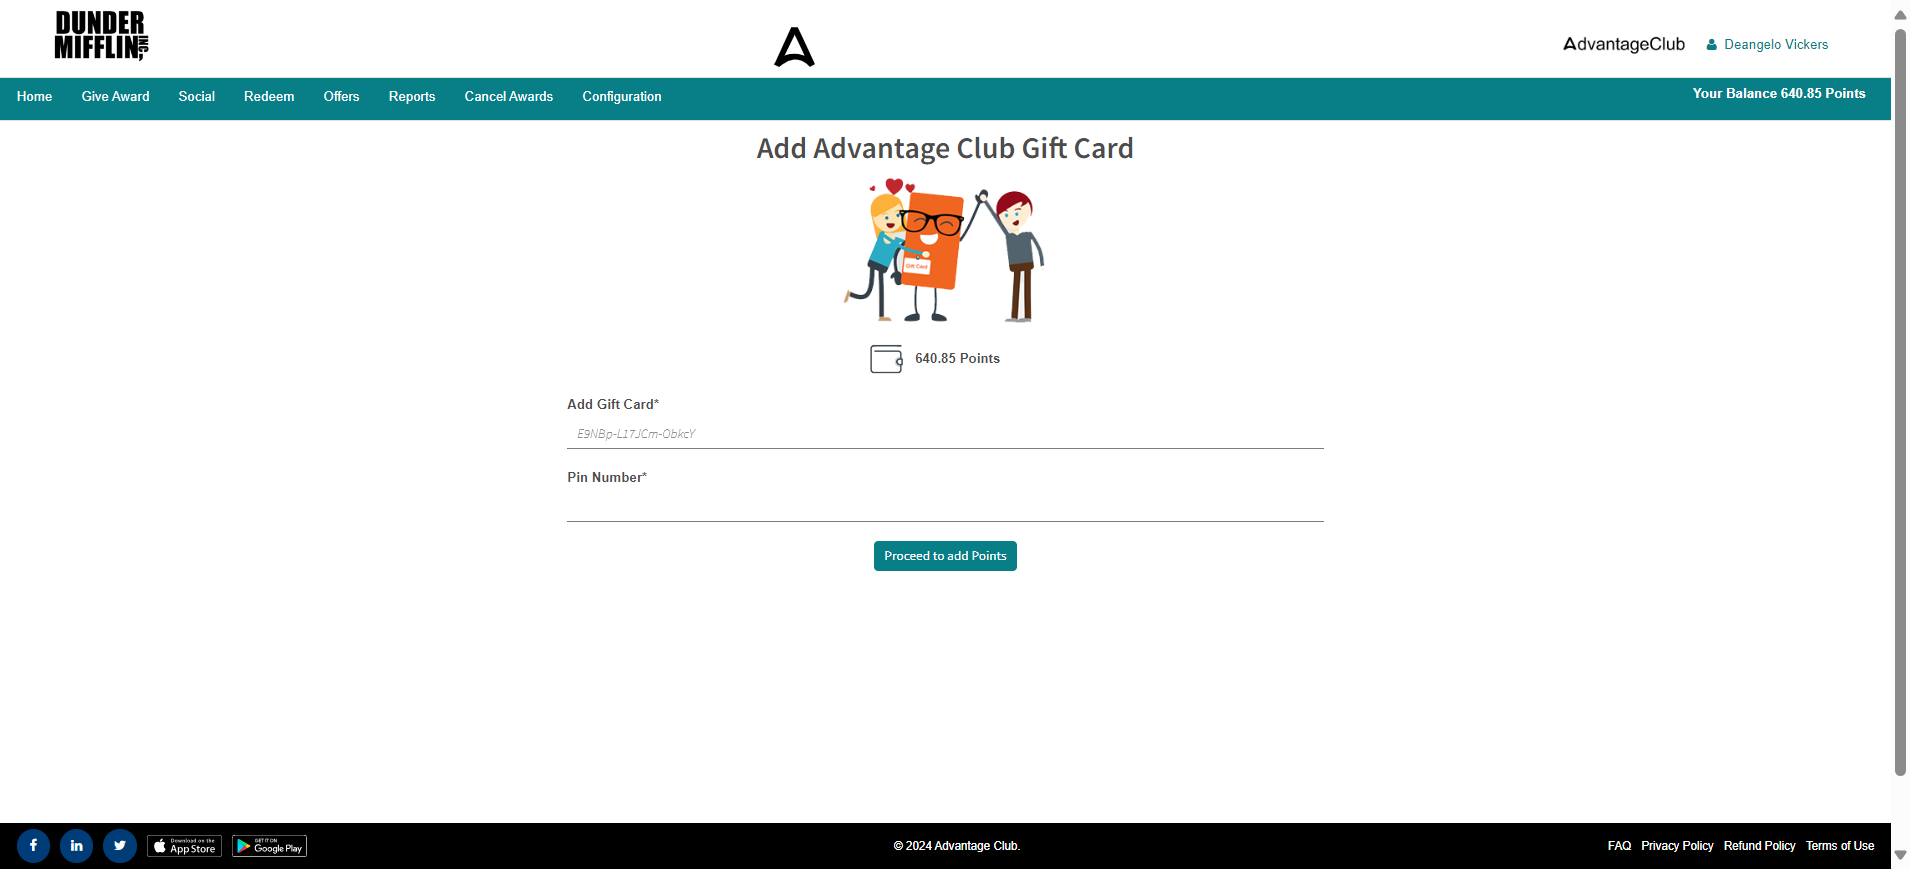 DUNDER
MIFFLIN INC,
A
AdvantageClub
Deangelo Vickers
Home
Give Award
Social
Redeem
Offers
Reports
Cancel Awards
Configuration
Your Balance 640.85 Points
Add Advantage Club Gift Card
Gift Card
640.85 Points
Add Gift Card*
E9NBp-L17JCm-ObkcY
Pin Number*
Proceed to add Points
f
in
Download on the
App Store
GET IT ON
Google Play
© 2024 Advantage Club.
FAQ
Privacy Policy
Refund Policy
Terms of Use